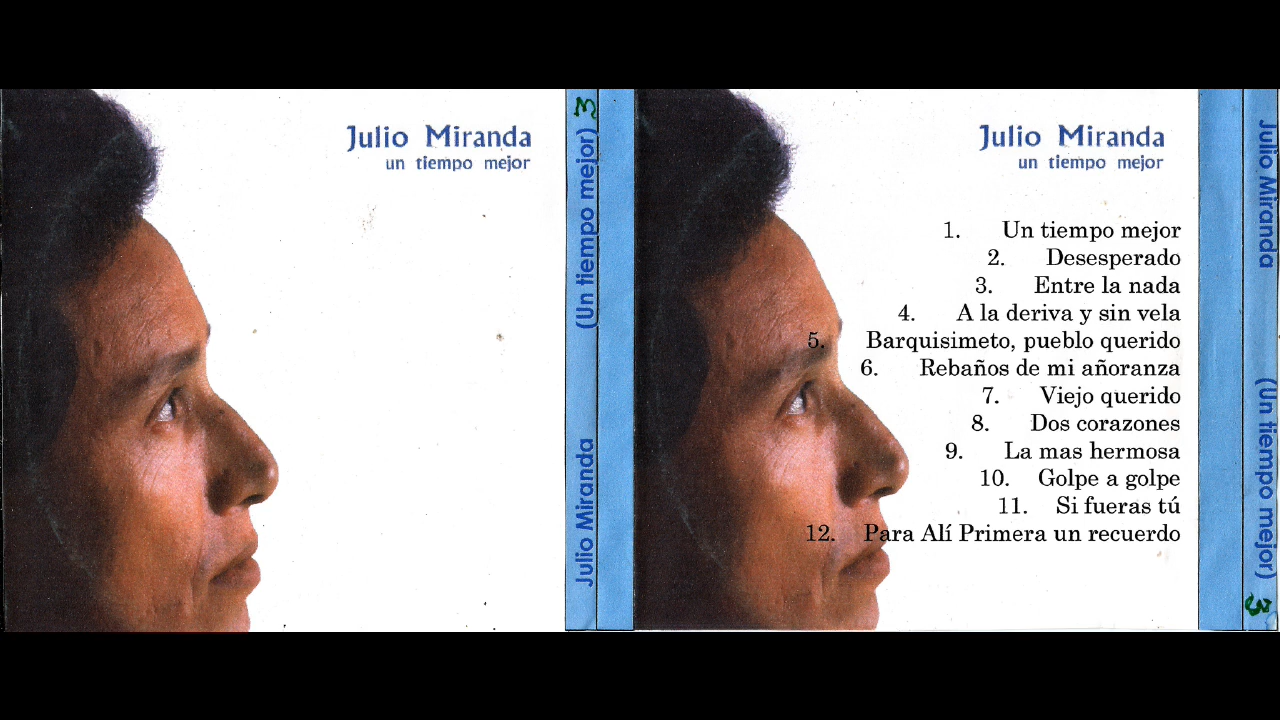 Julio Miranda
un tiempo mejor
Julio Miranda (Un tiempo mejor) 3
Julio Miranda
un tiempo mejor
1. Un tiempo mejor
2. Desesperado
3. Entre la nada
4. A la deriva y sin vela
5. Barquisimeto, pueblo querido
6. Rebaños de mi añoranza
7. Viejo querido
8. Dos corazones
9. La mas hermosa
10. Golpe a golpe
11. Si fueras tú
12. Para Alí Primera un recuerdo
Julio Miranda (Un tiempo mejor) 3